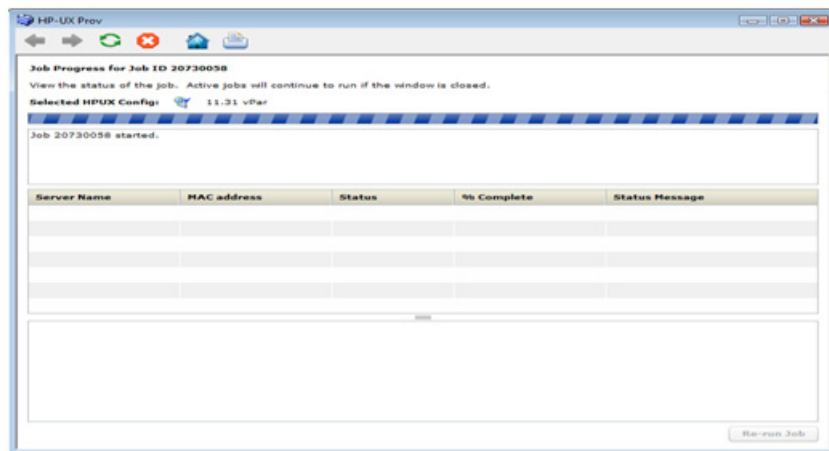 HP-UX Prov
Job Progress for Job ID 20730058
View the status of the job. Active jobs will continue to run if the window is closed.
Selected HPUX Config: 11.31 vPar
Job 20730058 started.
Server Name MAC address Status % Complete Status Message
Re-run Job